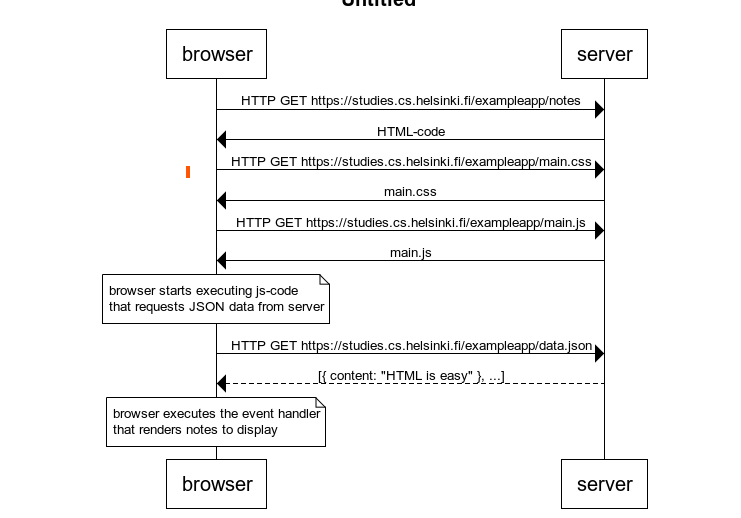 Untitled
browser server
HTTP GET https://studies.cs.helsinki.fi/exampleapp/notes
HTML-code
HTTP GET https://studies.cs.helsinki.fi/exampleapp/main.css
main.css
HTTP GET https://studies.cs.helsinki.fi/exampleapp/main.js
main.js
browser starts executing js-code
that requests JSON data from server
HTTP GET https://studies.cs.helsinki.fi/exampleapp/data.json
[{ content: "HTML is easy" }, ...]
browser executes the event handler
that renders notes to display
browser server